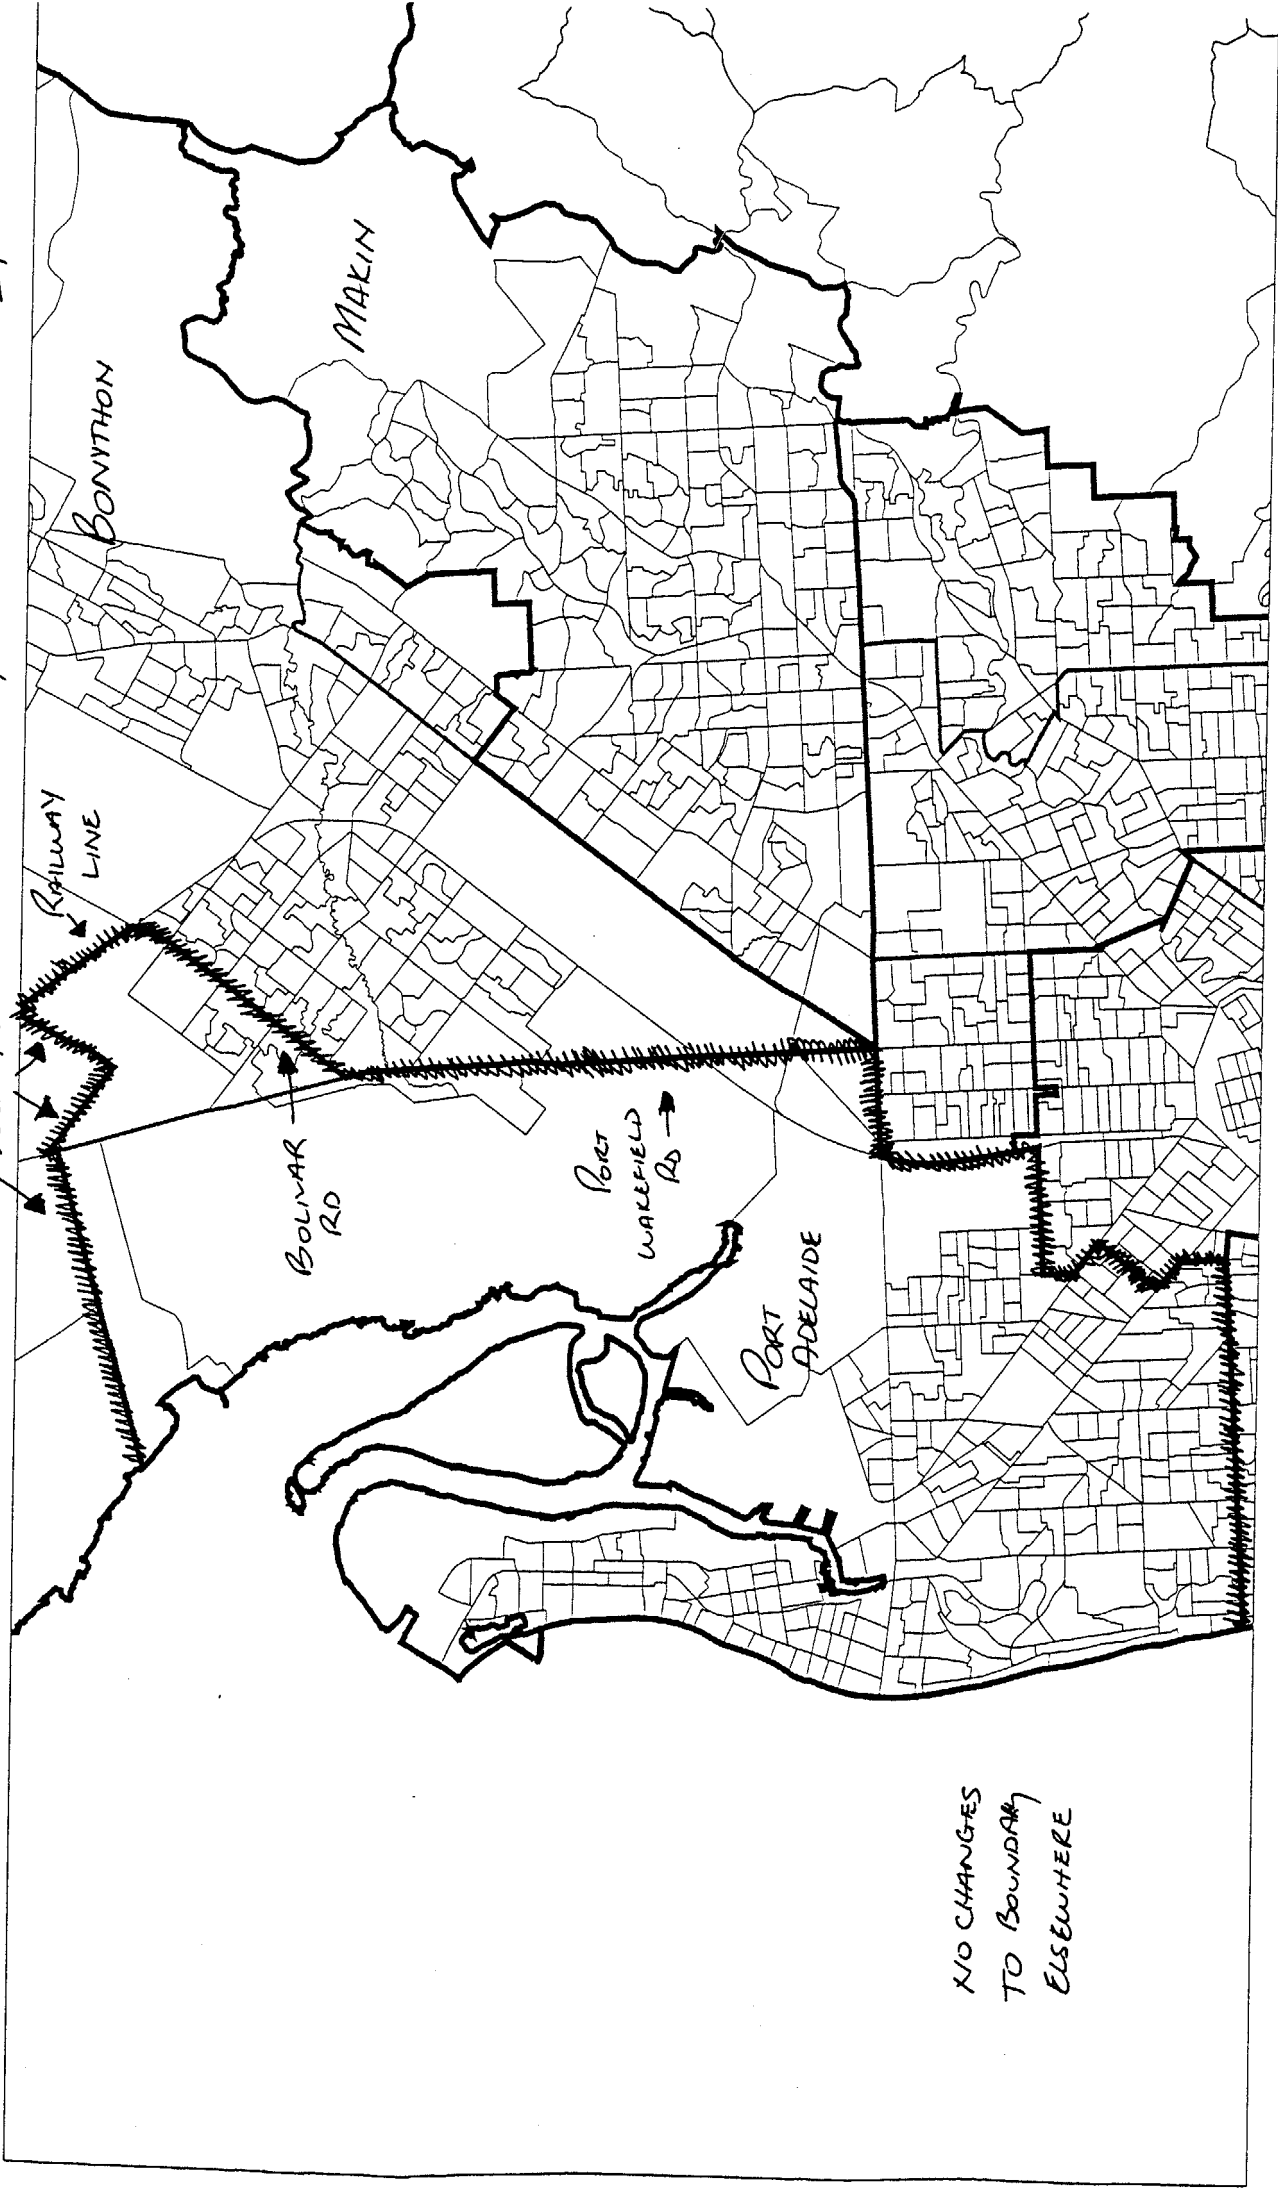 RAILWAY
LINE
BONYTHON
MAKIN
BOLIVAR
RD
PORT
WAKEFIELD
RD
PORT
ADELAIDE
NO CHANGES
TO BOUNDARY
ELSEWHERE